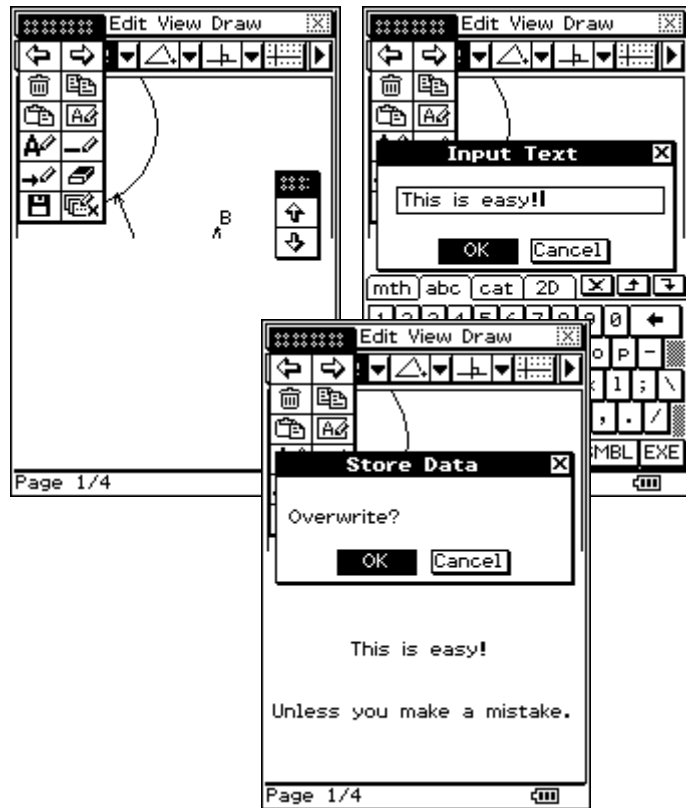 Edit View Draw
B
Page 1/4
Edit View Draw
Input Text
This is easy!
OK Cancel
mth abc cat 2D
0
o p -
l ; \
, . /
SMBL EXE
Edit View Draw
Store Data
Overwrite?
OK Cancel
This is easy!
Unless you make a mistake.
Page 1/4